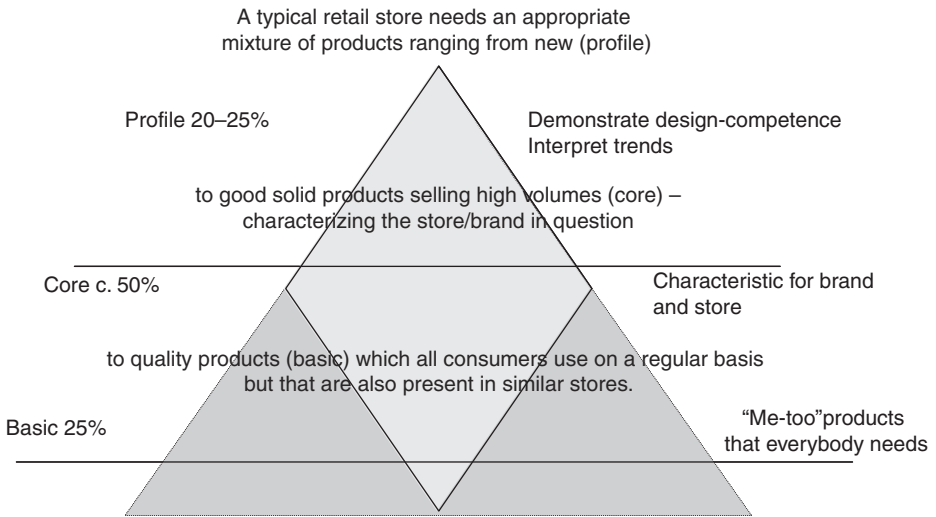 A typical retail store needs an appropriate
mixture of products ranging from new (profile)
Profile 20–25%
Demonstrate design-competence
Interpret trends
to good solid products selling high volumes (core) –
characterizing the store/brand in question
Core c. 50%
Characteristic for brand
and store
to quality products (basic) which all consumers use on a regular basis
but that are also present in similar stores.
Basic 25%
“Me-too”products
that everybody needs